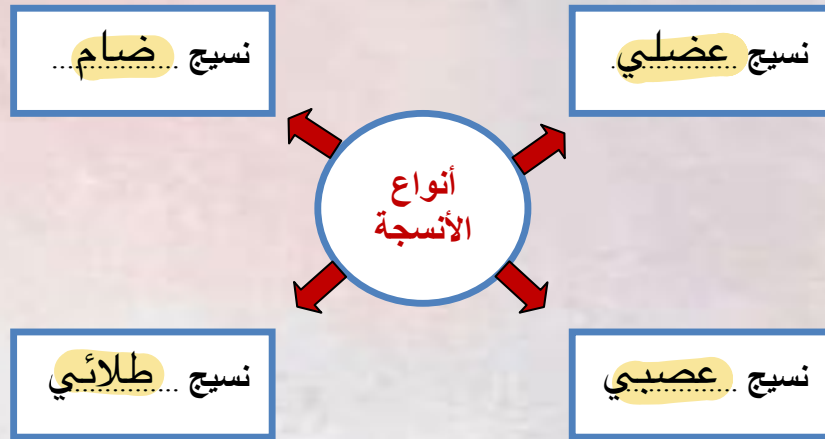 نسيج عضلي
نسيج ضام
أنواع
الأنسجة
نسيج عصبي
نسيج طلائي